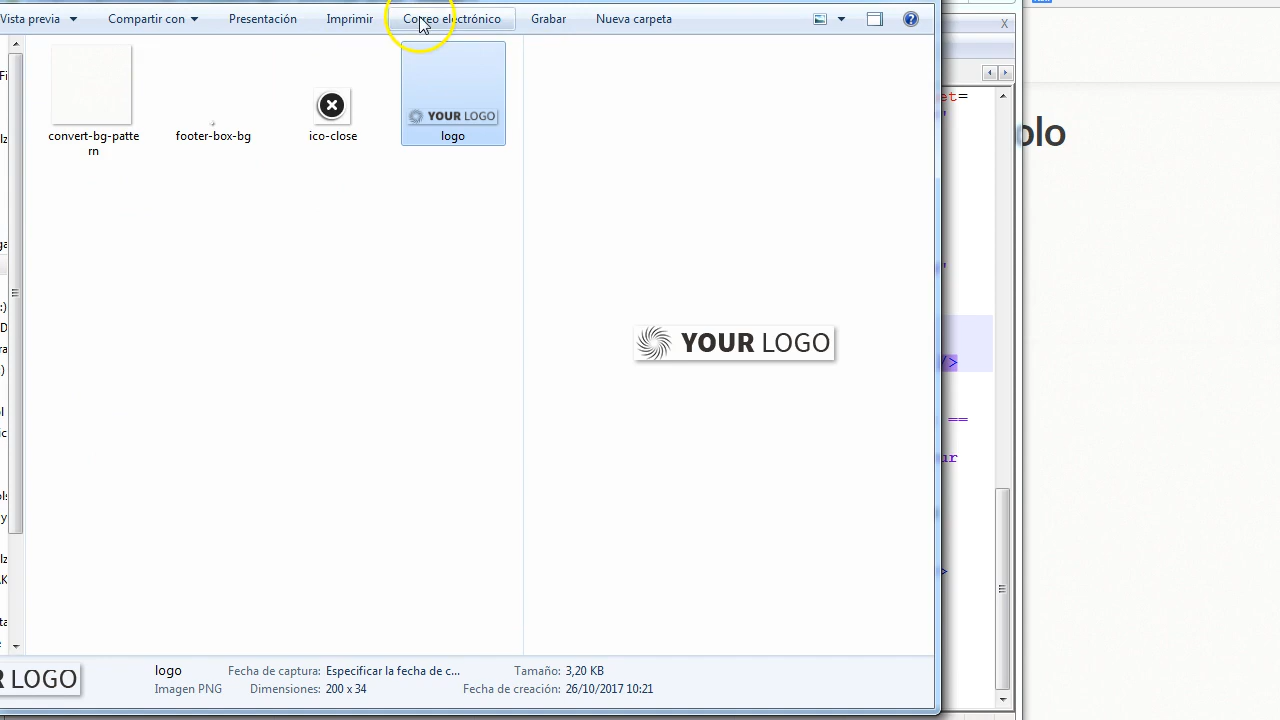 Vista previa Compartir con Presentación Imprimir Correo electrónico Grabar Nueva carpeta
et=
'
olo
YOUR LOGO
convert-bg-patte
rn
footer-box-bg
ico-close
logo
'
YOUR LOGO
/>
==
ur
>
R LOGO
logo Fecha de captura: Especificar la fecha de c... Tamaño: 3,20 KB
Imagen PNG Dimensiones: 200 x 34 Fecha de creación: 26/10/2017 10:21